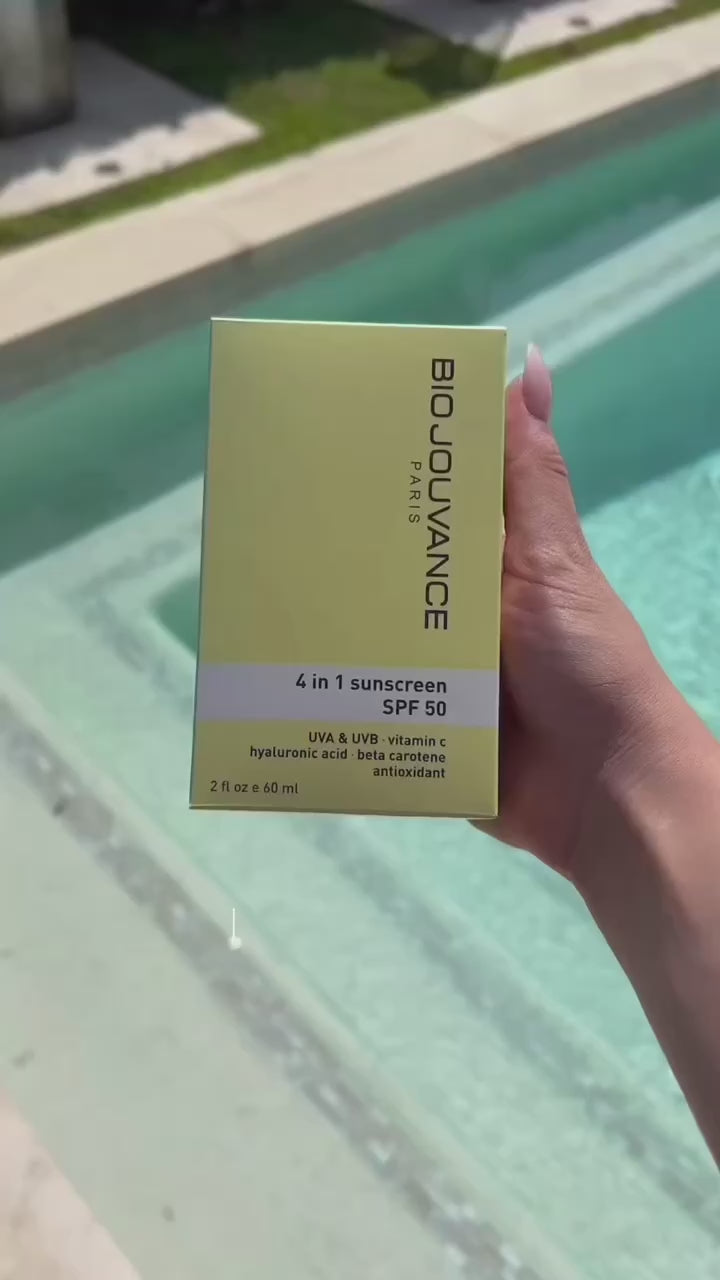 BIOJOUVANCE
PARIS
4 in 1 sunscreen
SPF 50
UVA & UVB · vitamin c
hyaluronic acid · beta carotene
antioxidant
2 fl oz e 60 ml